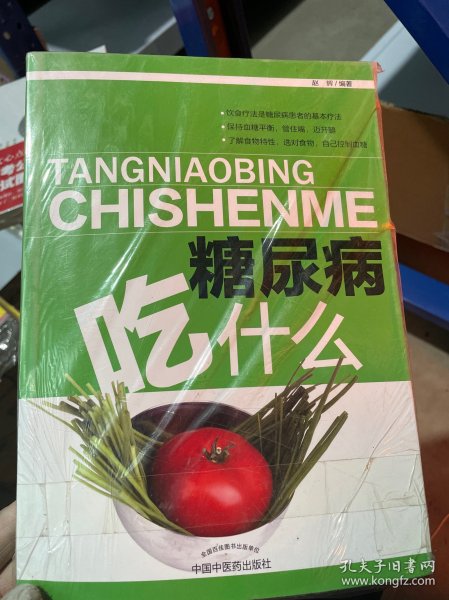 赵昕/编著
·饮食疗法是糖尿病患者的基本疗法
·保持血糖平衡，管住嘴，迈开腿
·了解食物特性，选对食物，自己控制血糖
TANGNIAOBING
CHISHENME
糖尿病
吃什么
全国百佳图书出版单位
中国中医药出版社
孔夫子旧书网
www.kongfz.com